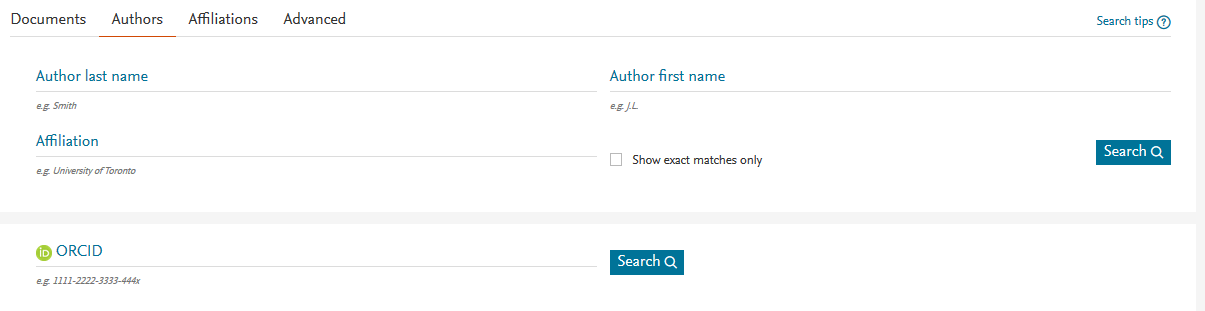 Documents Authors Affiliations Advanced Search tips ?
Author last name Author first name
e.g. Smith e.g. J.L.
Affiliation
Show exact matches only Search
e.g. University of Toronto
iD ORCID
Search
e.g. 1111-2222-3333-444x